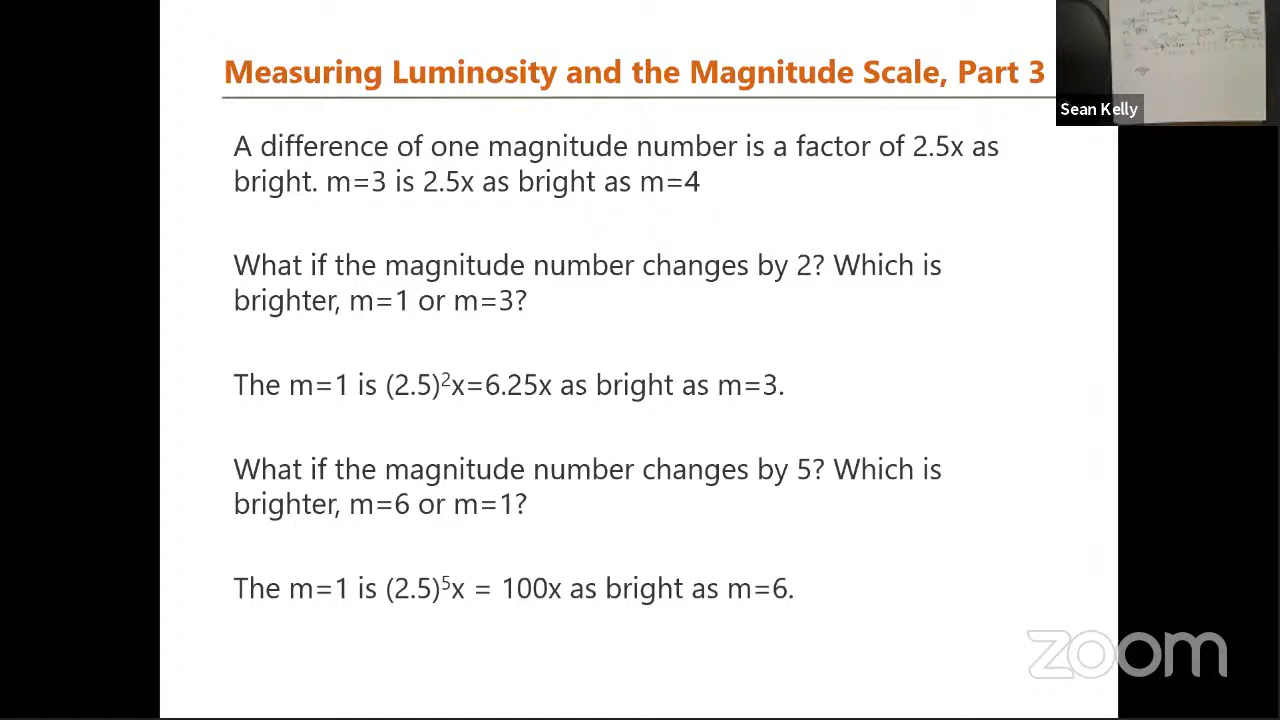 Measuring Luminosity and the Magnitude Scale, Part 3
Sean Kelly
A difference of one magnitude number is a factor of 2.5x as
bright. m=3 is 2.5x as bright as m=4
What if the magnitude number changes by 2? Which is
brighter, m=1 or m=3?
The m=1 is (2.5)²x=6.25x as bright as m=3.
What if the magnitude number changes by 5? Which is
brighter, m=6 or m=1?
The m=1 is (2.5)⁵x = 100x as bright as m=6.
zoom